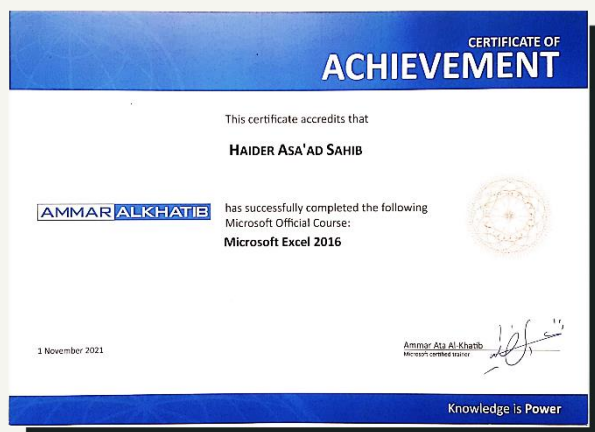 CERTIFICATE OF
ACHIEVEMENT
This certificate accredits that
HAIDER ASA'AD SAHIB
AMMAR ALKHATIB
has successfully completed the following
Microsoft Official Course:
Microsoft Excel 2016
1 November 2021
Ammar Ata Al-Khatib
Microsoft certified trainer
Knowledge is Power